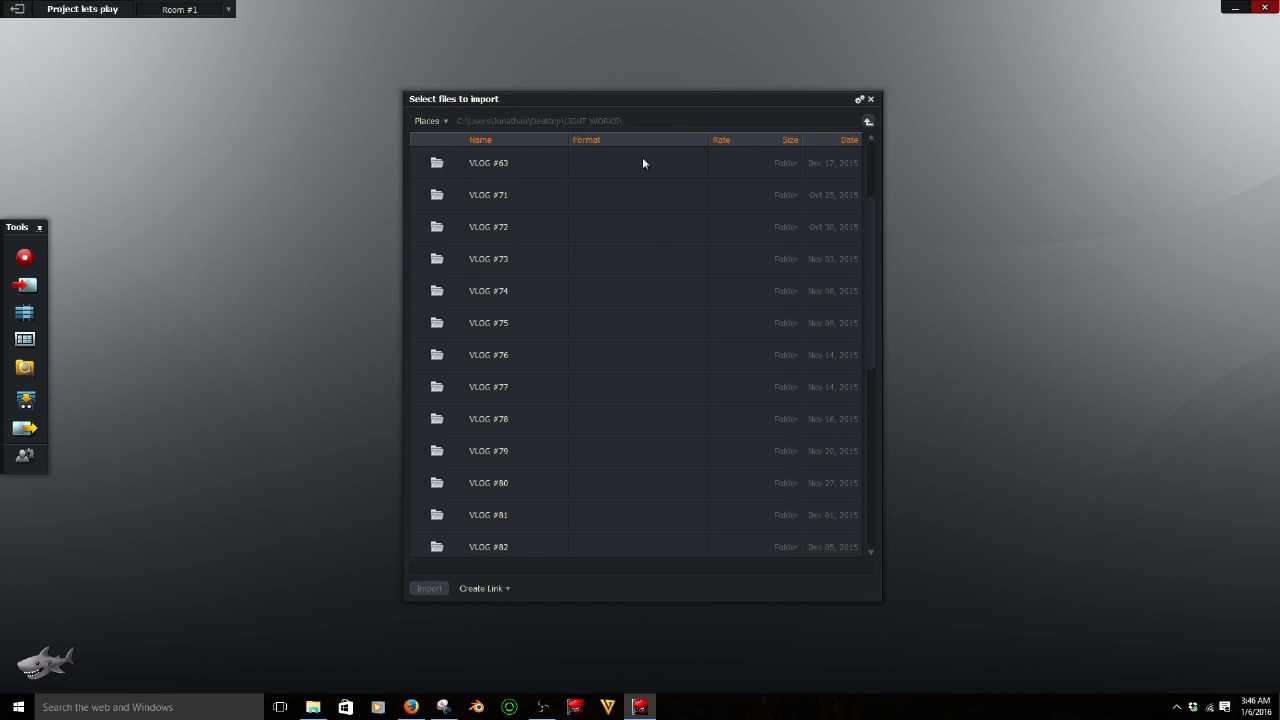 Project lets play Room #1
Select files to import
Places C:\Users\Jonathan\Desktop\LIGHT WORKS\
Name Format Rate Size Date
VLOG #63 Folder Dec 17, 2015
VLOG #71 Folder Oct 25, 2015
VLOG #72 Folder Oct 30, 2015
VLOG #73 Folder Nov 03, 2015
VLOG #74 Folder Nov 08, 2015
VLOG #75 Folder Nov 09, 2015
VLOG #76 Folder Nov 14, 2015
VLOG #77 Folder Nov 14, 2015
VLOG #78 Folder Nov 16, 2015
VLOG #79 Folder Nov 20, 2015
VLOG #80 Folder Nov 27, 2015
VLOG #81 Folder Dec 01, 2015
VLOG #82 Folder Dec 05, 2015
Import Create Link
Tools
Search the web and Windows
3:46 AM
1/6/2016